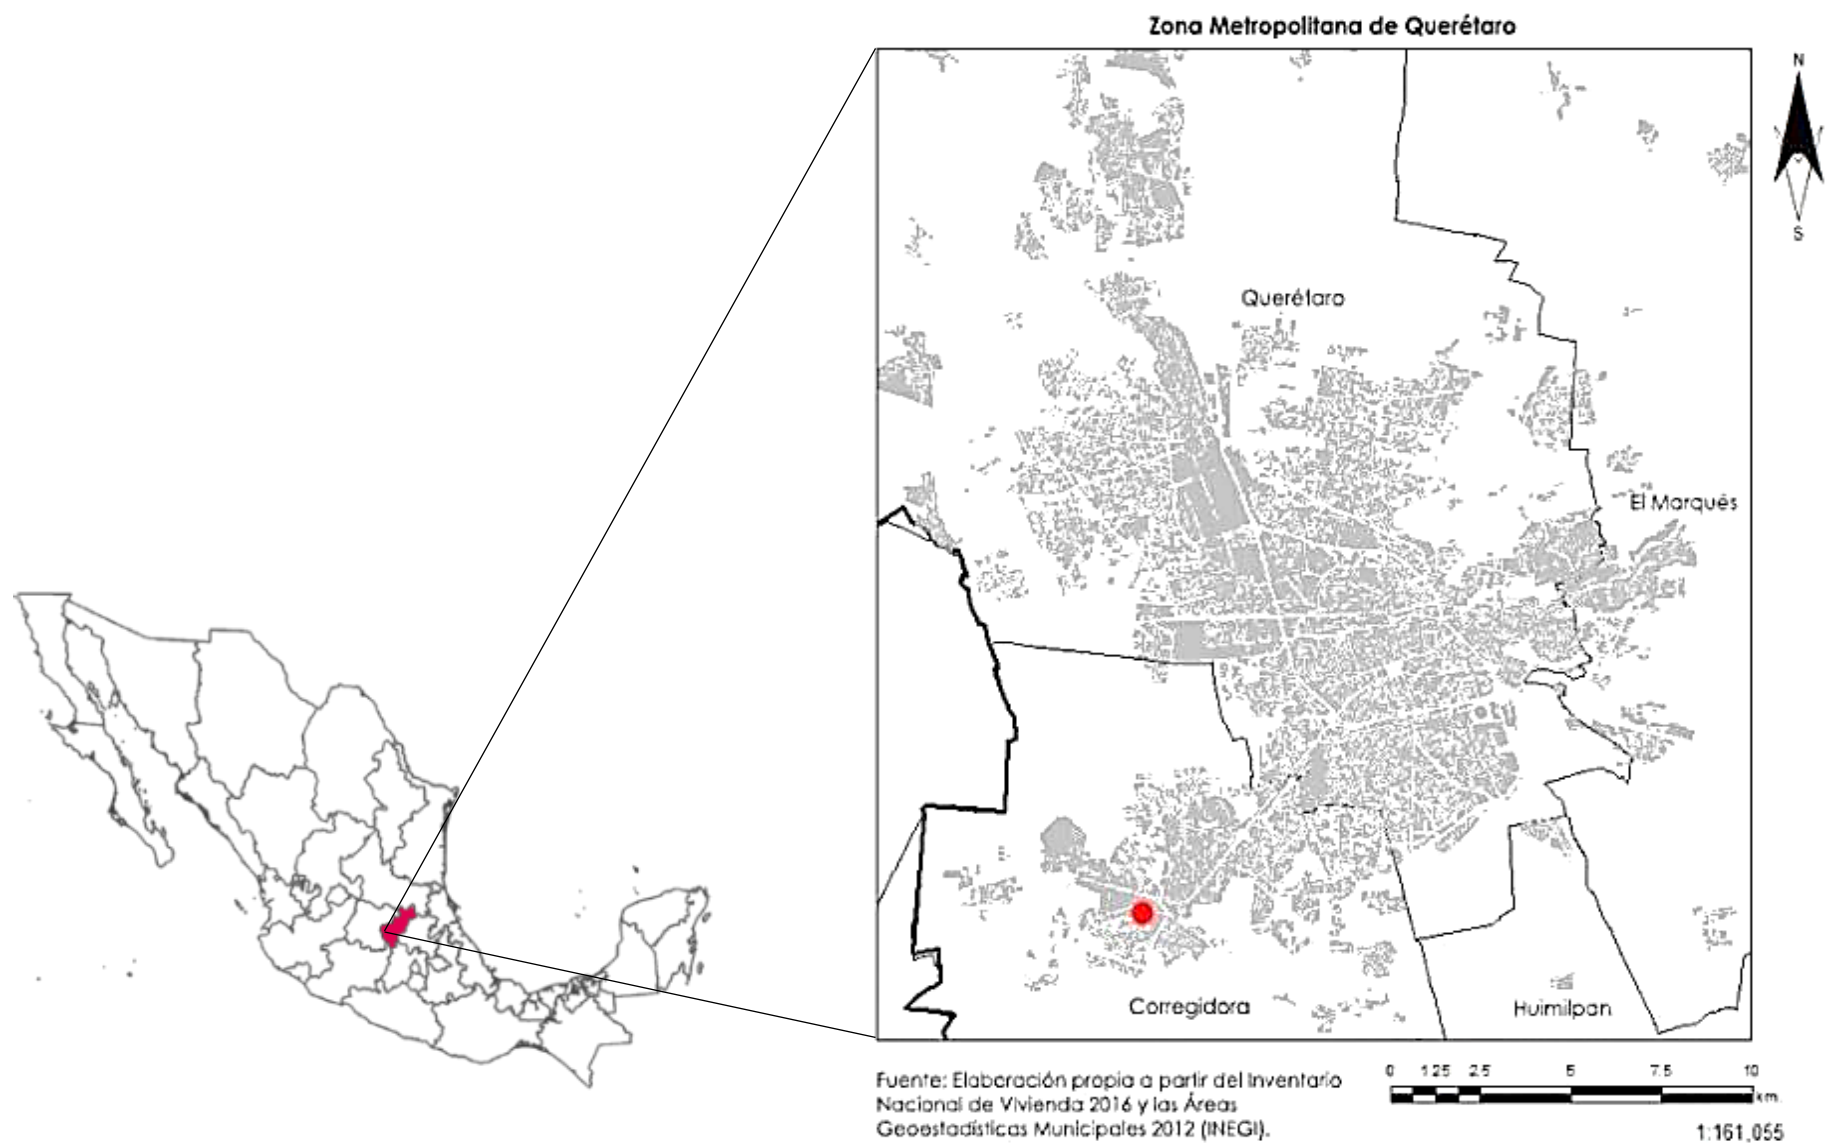 Zona Metropolitana de Querétaro
N
S
Querétaro
El Marqués
Corregidora
Huimilpan
Fuente: Elaboración propia a partir del Inventario
Nacional de Vivienda 2016 y las Áreas
Geoestadísticas Municipales 2012 (INEGI).
0 1.25 2.5 5 7.5 10
km.
1:161,055